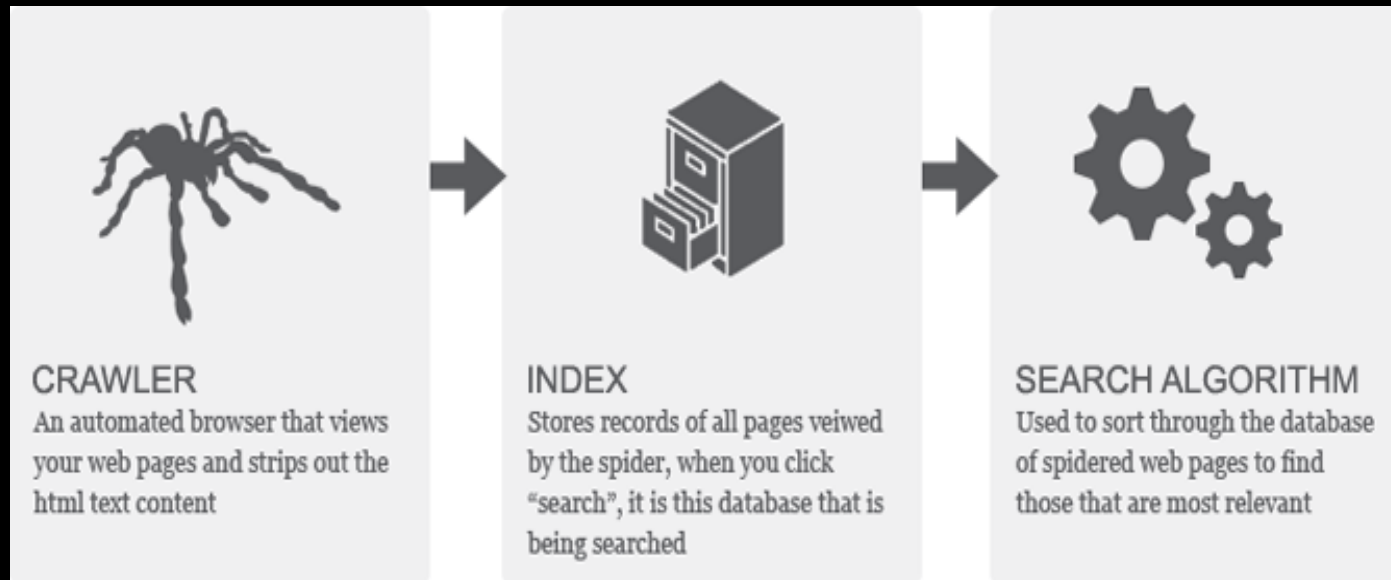 CRAWLER
An automated browser that views
your web pages and strips out the
html text content
INDEX
Stores records of all pages veiwed
by the spider, when you click
“search”, it is this database that is
being searched
SEARCH ALGORITHM
Used to sort through the database
of spidered web pages to find
those that are most relevant